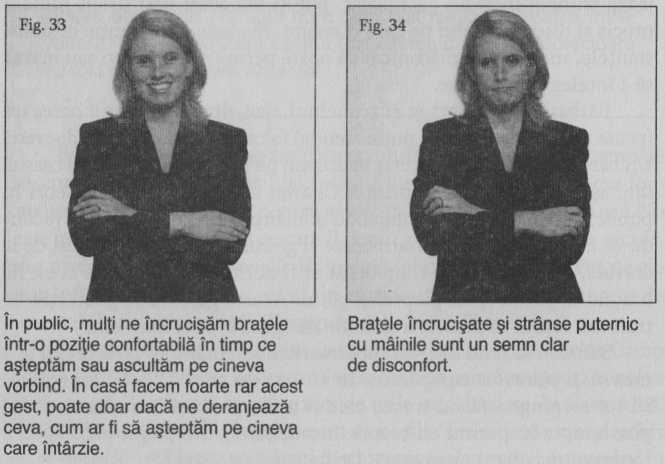 Fig. 33
În public, mulţi ne încrucişăm braţele
într-o poziţie confortabilă în timp ce
aşteptăm sau ascultăm pe cineva
vorbind. În casă facem foarte rar acest
gest, poate doar dacă ne deranjează
ceva, cum ar fi să aşteptăm pe cineva
care întârzie.
Fig. 34
Braţele încrucişate şi strânse puternic
cu mâinile sunt un semn clar
de disconfort.